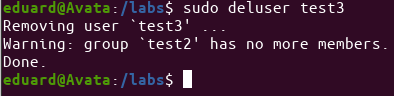 eduard@Avata:/labs$ sudo deluser test3
Removing user `test3' ...
Warning: group `test2' has no more members.
Done.
eduard@Avata:/labs$